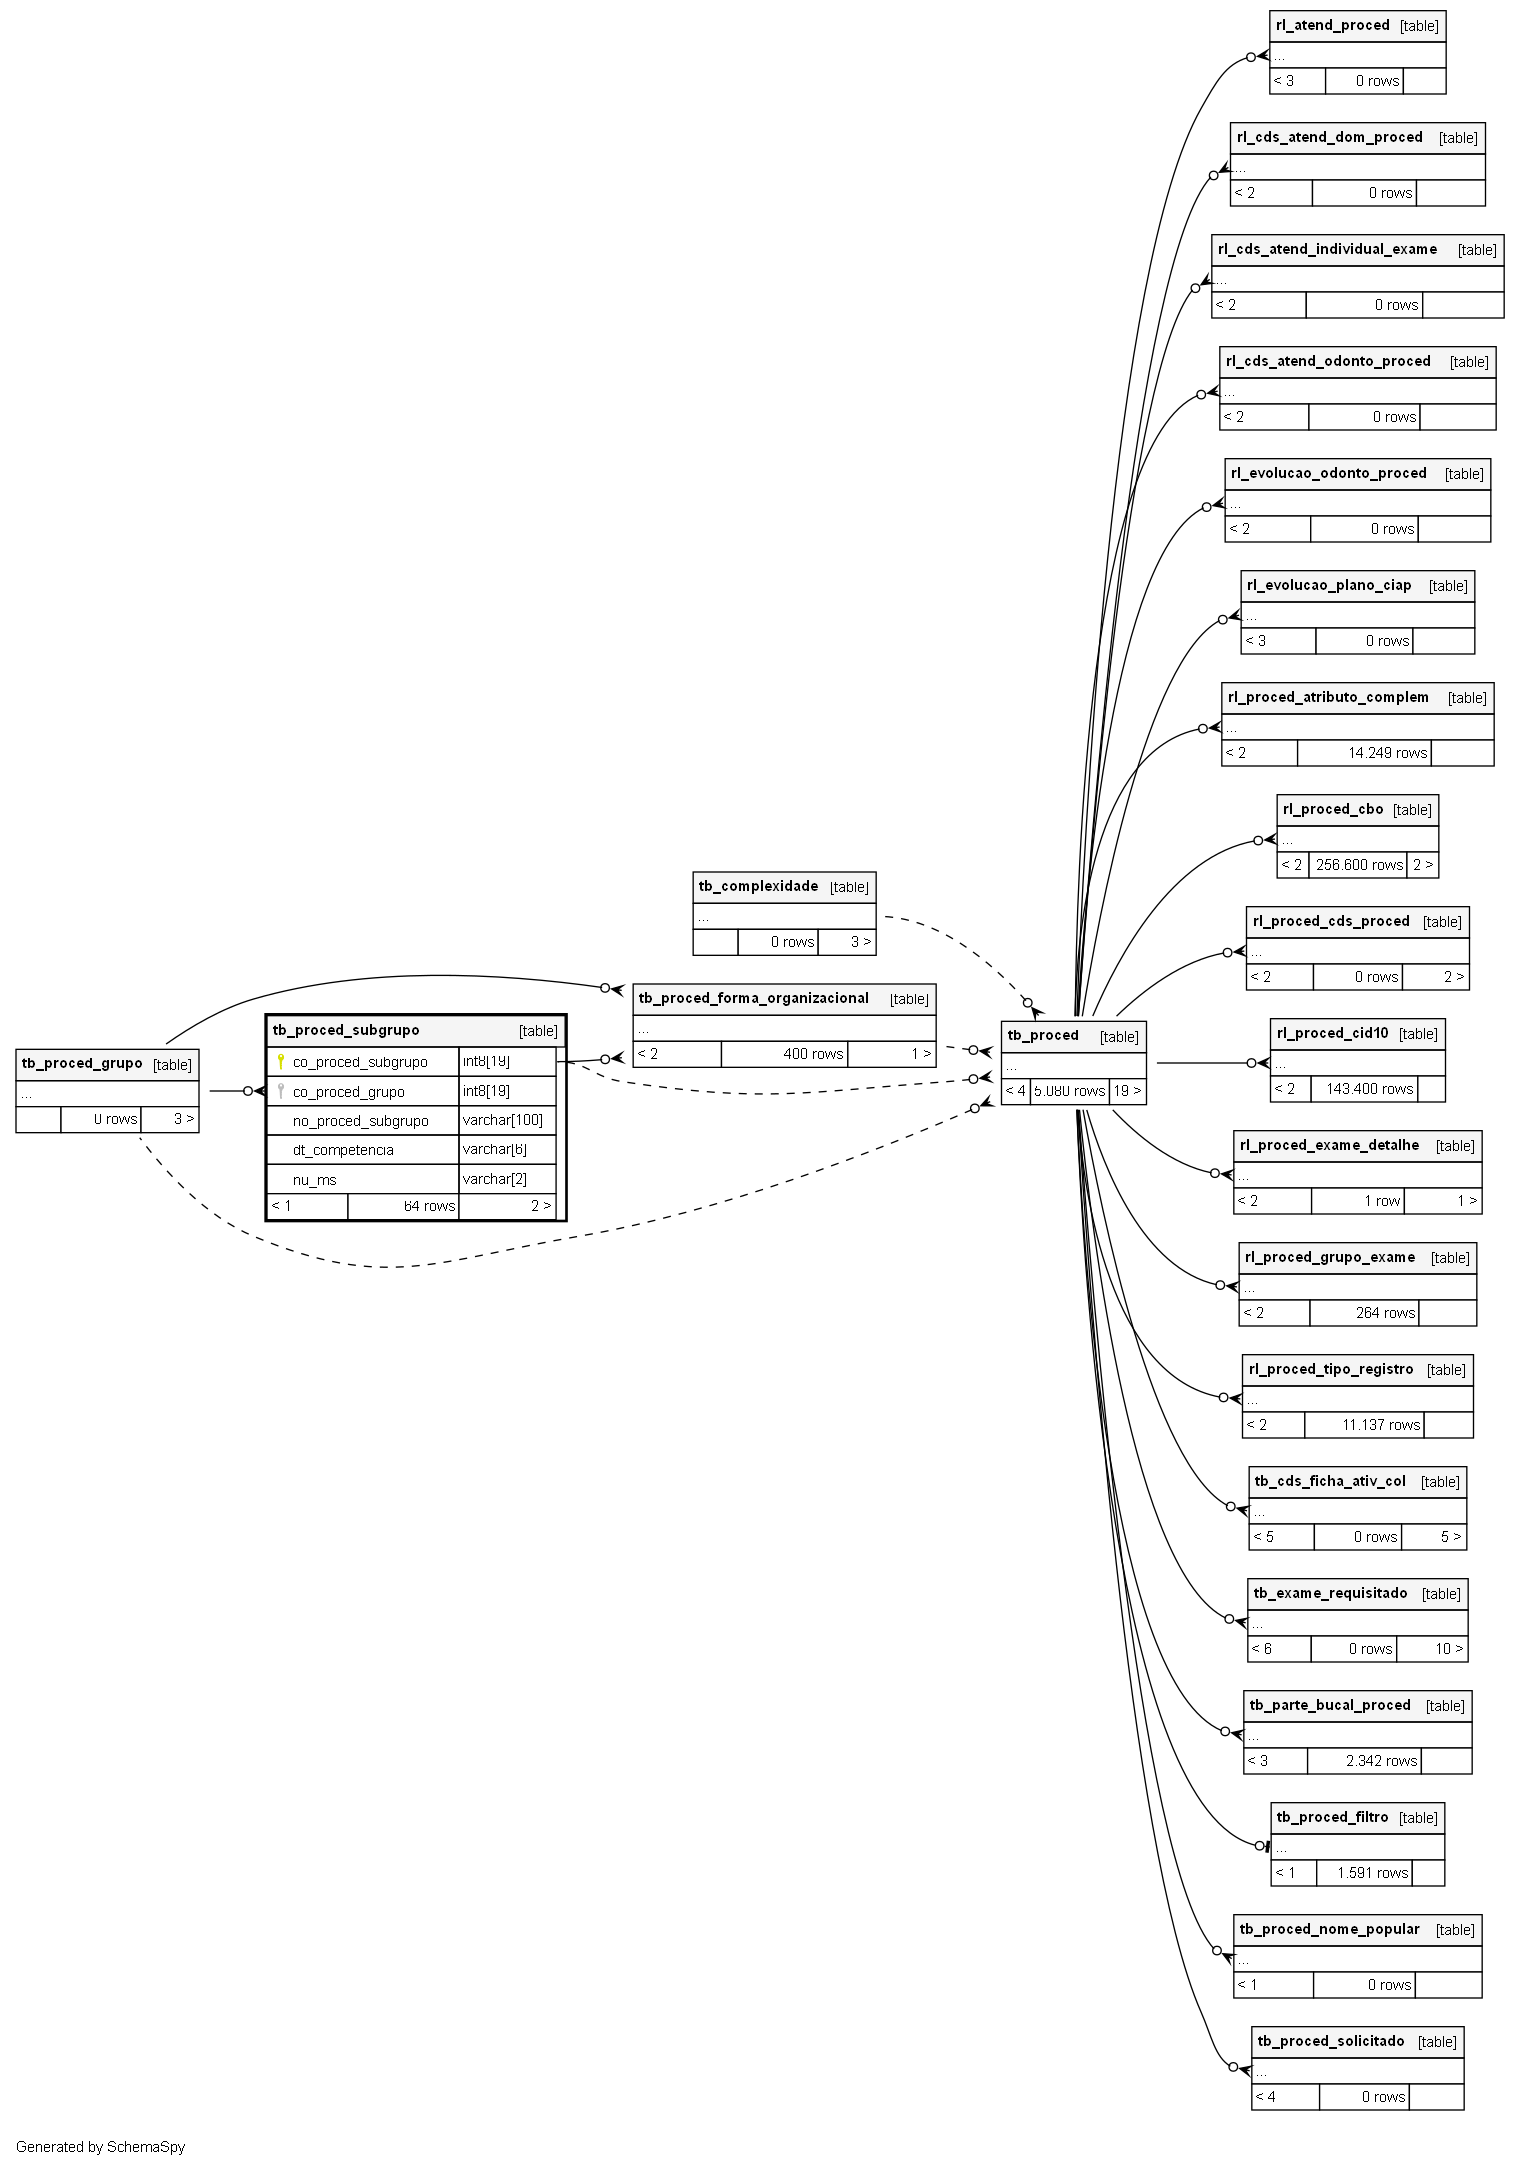 rl_atend_proced [table]
...
< 3 0 rows
rl_cds_atend_dom_proced [table]
...
< 2 0 rows
rl_cds_atend_individual_exame [table]
...
< 2 0 rows
rl_cds_atend_odonto_proced [table]
...
< 2 0 rows
rl_evolucao_odonto_proced [table]
...
< 2 0 rows
rl_evolucao_plano_ciap [table]
...
< 3 0 rows
rl_proced_atributo_complem [table]
...
< 2 14.249 rows
rl_proced_cbo [table]
...
< 2 256.600 rows 2 >
tb_complexidade [table]
...
0 rows 3 >
rl_proced_cds_proced [table]
...
< 2 0 rows 2 >
tb_proced_forma_organizacional [table]
...
< 2 400 rows 1 >
tb_proced_grupo [table]
...
0 rows 3 >
tb_proced_subgrupo [table]
co_proced_subgrupo int8[19]
co_proced_grupo int8[19]
no_proced_subgrupo varchar[100]
dt_competencia varchar[6]
nu_ms varchar[2]
< 1 64 rows 2 >
tb_proced [table]
...
< 4 5.080 rows 19 >
rl_proced_cid10 [table]
...
< 2 143.400 rows
rl_proced_exame_detalhe [table]
...
< 2 1 row 1 >
rl_proced_grupo_exame [table]
...
< 2 264 rows
rl_proced_tipo_registro [table]
...
< 2 11.137 rows
tb_cds_ficha_ativ_col [table]
...
< 5 0 rows 5 >
tb_exame_requisitado [table]
...
< 6 0 rows 10 >
tb_parte_bucal_proced [table]
...
< 3 2.342 rows
tb_proced_filtro [table]
...
< 1 1.591 rows
tb_proced_nome_popular [table]
...
< 1 0 rows
tb_proced_solicitado [table]
...
< 4 0 rows
Generated by SchemaSpy